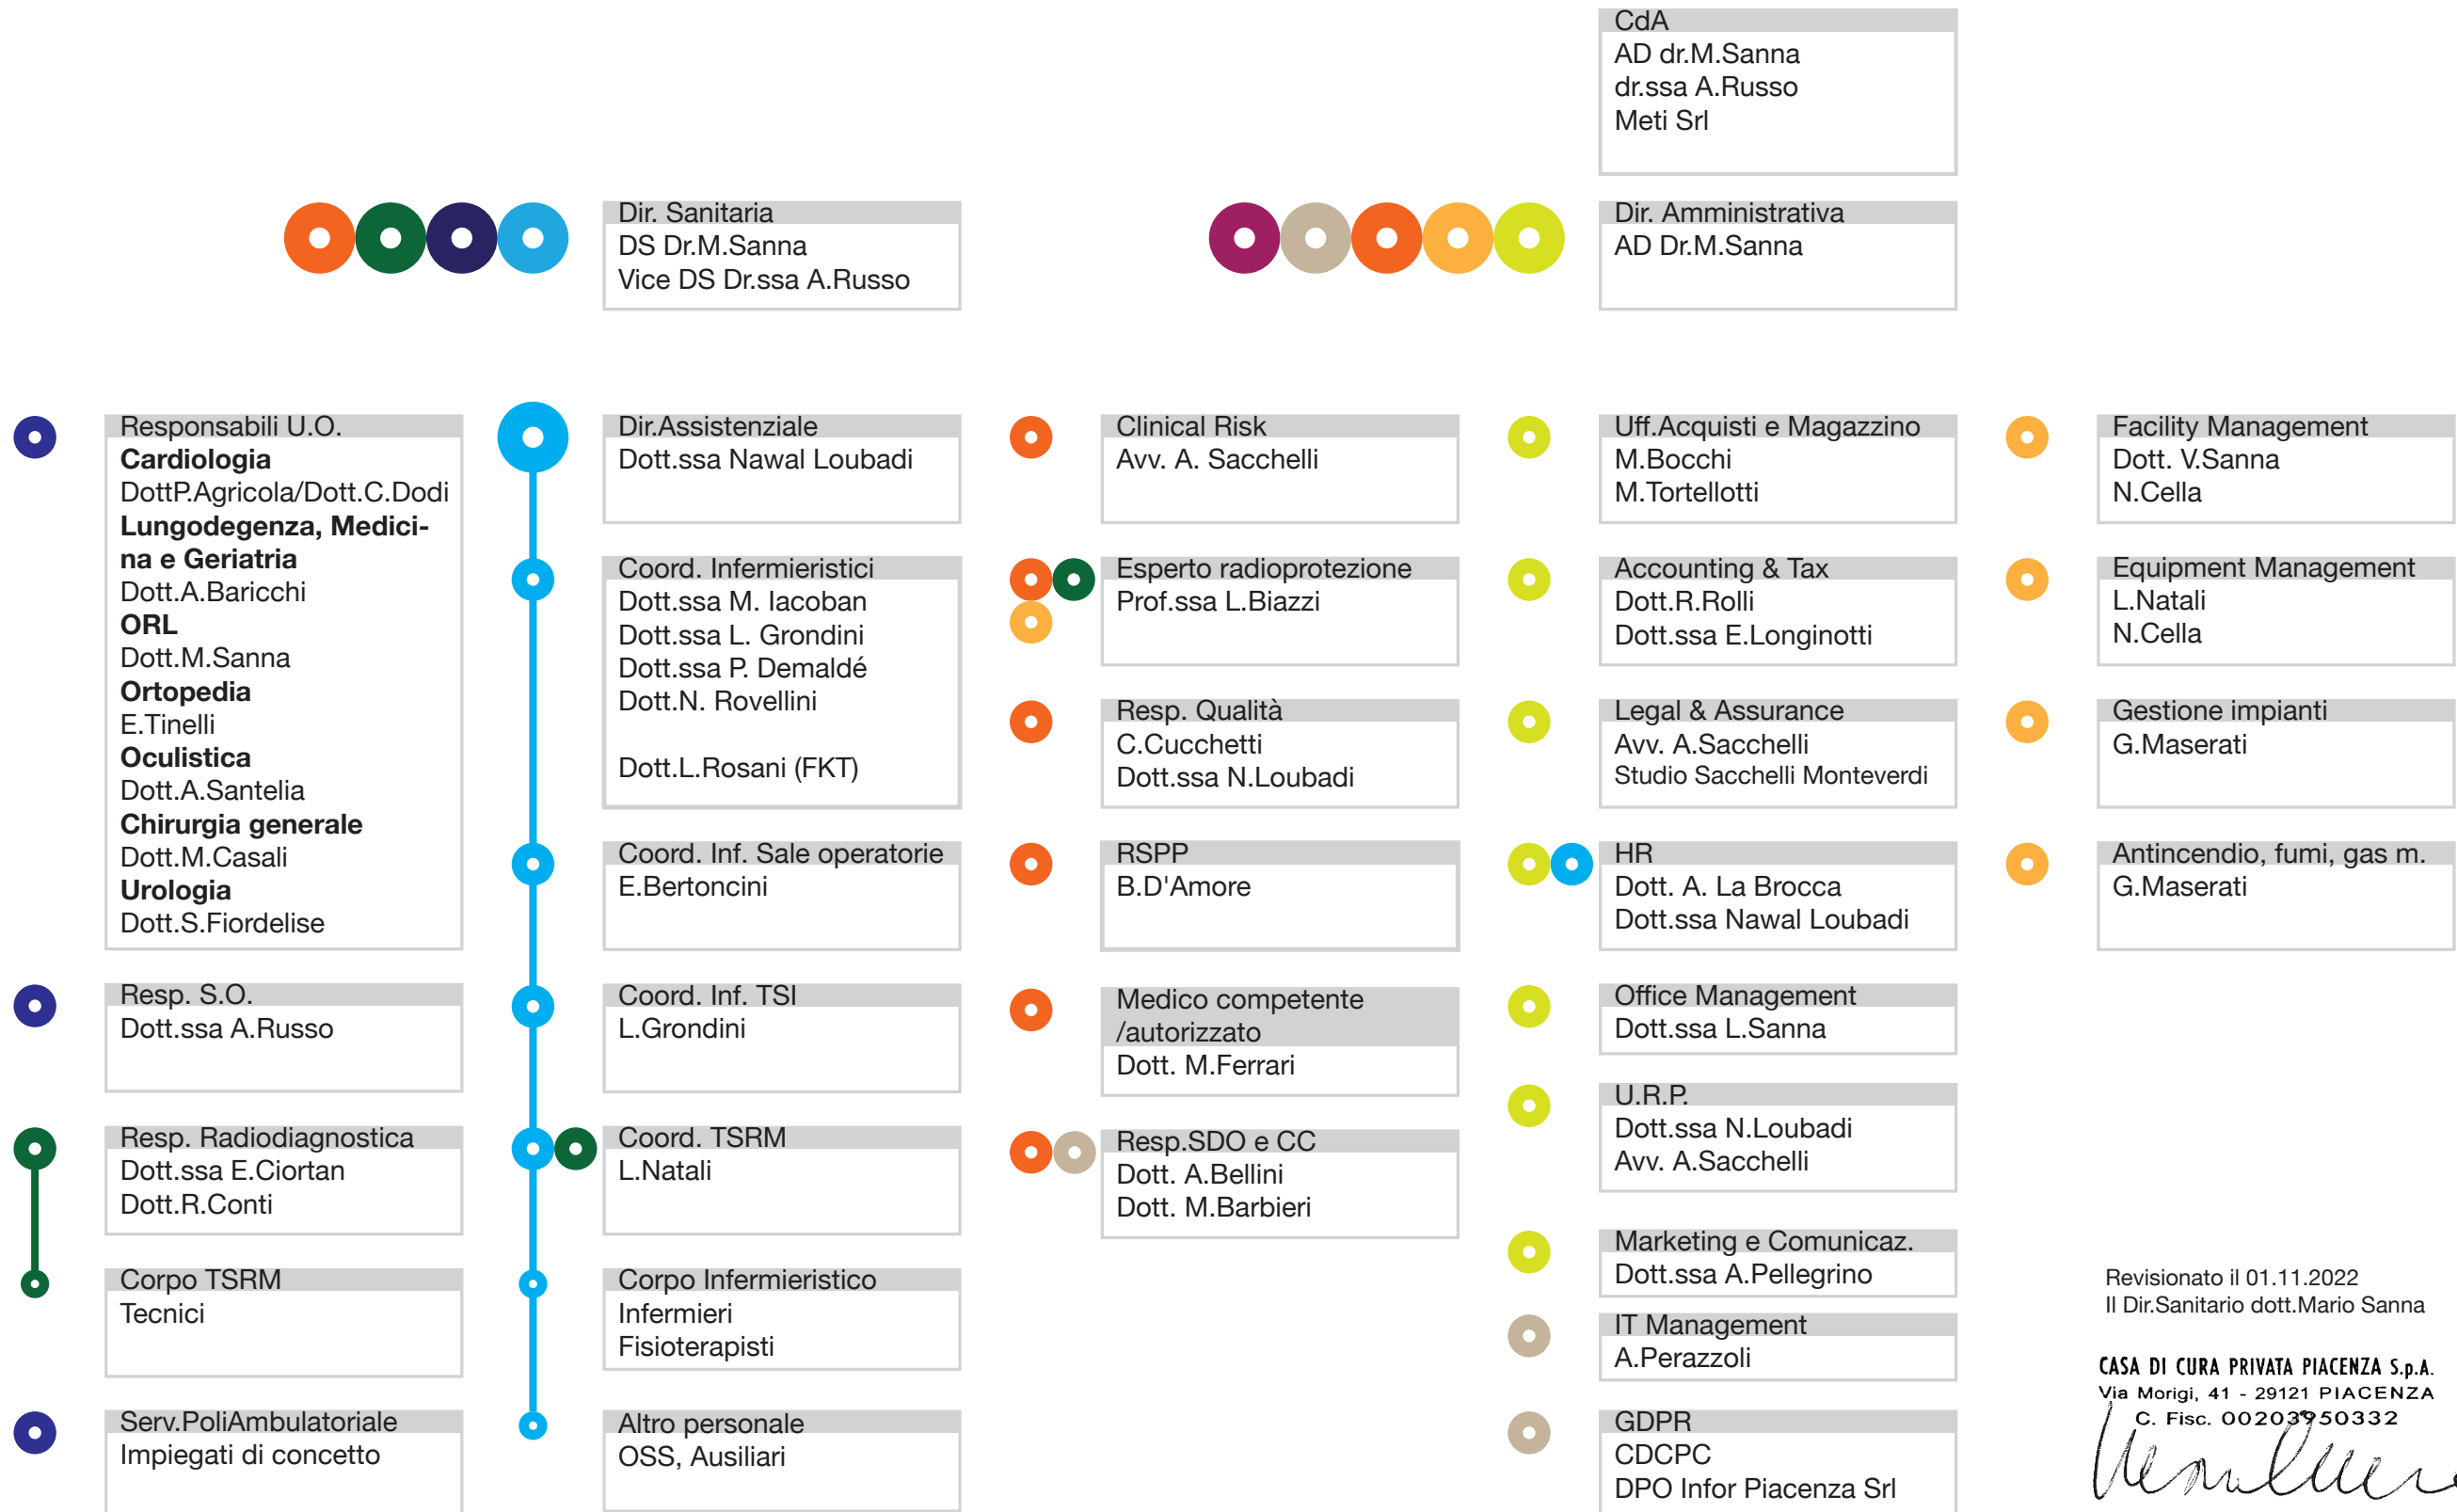 CdA
AD dr.M.Sanna
dr.ssa A.Russo
Meti Srl
Dir. Sanitaria
DS Dr.M.Sanna
Vice DS Dr.ssa A.Russo
Dir. Amministrativa
AD Dr.M.Sanna
Responsabili U.O.
Cardiologia
DottP.Agricola/Dott.C.Dodi
Lungodegenza, Medici-
na e Geriatria
Dott.A.Baricchi
ORL
Dott.M.Sanna
Ortopedia
E.Tinelli
Oculistica
Dott.A.Santelia
Chirurgia generale
Dott.M.Casali
Urologia
Dott.S.Fiordelise
Resp. S.O.
Dott.ssa A.Russo
Resp. Radiodiagnostica
Dott.ssa E.Ciortan
Dott.R.Conti
Corpo TSRM
Tecnici
Serv.PoliAmbulatoriale
Impiegati di concetto
Dir.Assistenziale
Dott.ssa Nawal Loubadi
Coord. Infermieristici
Dott.ssa M. Iacoban
Dott.ssa L. Grondini
Dott.ssa P. Demaldé
Dott.N. Rovellini
Dott.L.Rosani (FKT)
Coord. Inf. Sale operatorie
E.Bertoncini
Coord. Inf. TSI
L.Grondini
Coord. TSRM
L.Natali
Corpo Infermieristico
Infermieri
Fisioterapisti
Altro personale
OSS, Ausiliari
Clinical Risk
Avv. A. Sacchelli
Esperto radioprotezione
Prof.ssa L.Biazzi
Resp. Qualità
C.Cucchetti
Dott.ssa N.Loubadi
RSPP
B.D'Amore
Medico competente
/autorizzato
Dott. M.Ferrari
Resp.SDO e CC
Dott. A.Bellini
Dott. M.Barbieri
Uff.Acquisti e Magazzino
M.Bocchi
M.Tortellotti
Accounting & Tax
Dott.R.Rolli
Dott.ssa E.Longinotti
Legal & Assurance
Avv. A.Sacchelli
Studio Sacchelli Monteverdi
HR
Dott. A. La Brocca
Dott.ssa Nawal Loubadi
Office Management
Dott.ssa L.Sanna
U.R.P.
Dott.ssa N.Loubadi
Avv. A.Sacchelli
Marketing e Comunicaz.
Dott.ssa A.Pellegrino
IT Management
A.Perazzoli
GDPR
CDCPC
DPO Infor Piacenza Srl
Facility Management
Dott. V.Sanna
N.Cella
Equipment Management
L.Natali
N.Cella
Gestione impianti
G.Maserati
Antincendio, fumi, gas m.
G.Maserati
Revisionato il 01.11.2022
Il Dir.Sanitario dott.Mario Sanna
CASA DI CURA PRIVATA PIACENZA S.p.A.
Via Morigi, 41 - 29121 PIACENZA
C. Fisc. 00203950332